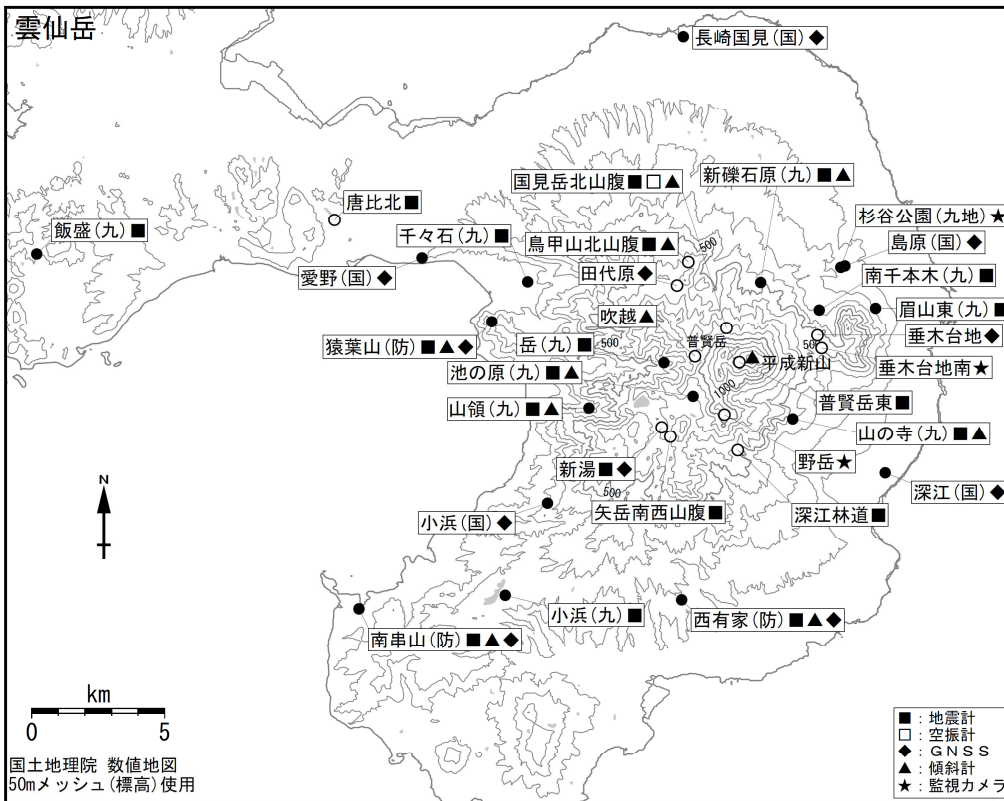 雲仙岳
長崎国見(国)◆
国見岳北山腹■□▲
新礫石原(九)■▲
唐比北■
杉谷公園(九地)★
飯盛(九)■
千々石(九)■
鳥甲山北山腹■▲
500
島原(国)◆
愛野(国)◆
田代原◆
南千本木(九)■
吹越▲
眉山東(九)■
猿葉山(防)■▲◆
岳(九)■
500
普賢岳
500
垂木台地◆
平成新山
池の原(九)■▲
垂木台地南★
1000
山領(九)■▲
普賢岳東■
山の寺(九)■▲
新湯■◆
野岳★
N
500
深江(国)◆
小浜(国)◆
矢岳南西山腹■
深江林道■
小浜(九)■
西有家(防)■▲◆
南串山(防)■▲◆
km
0 5
■:地震計
□:空振計
◆:GNSS
▲:傾斜計
★:監視カメラ
国土地理院 数値地図
50mメッシュ(標高)使用